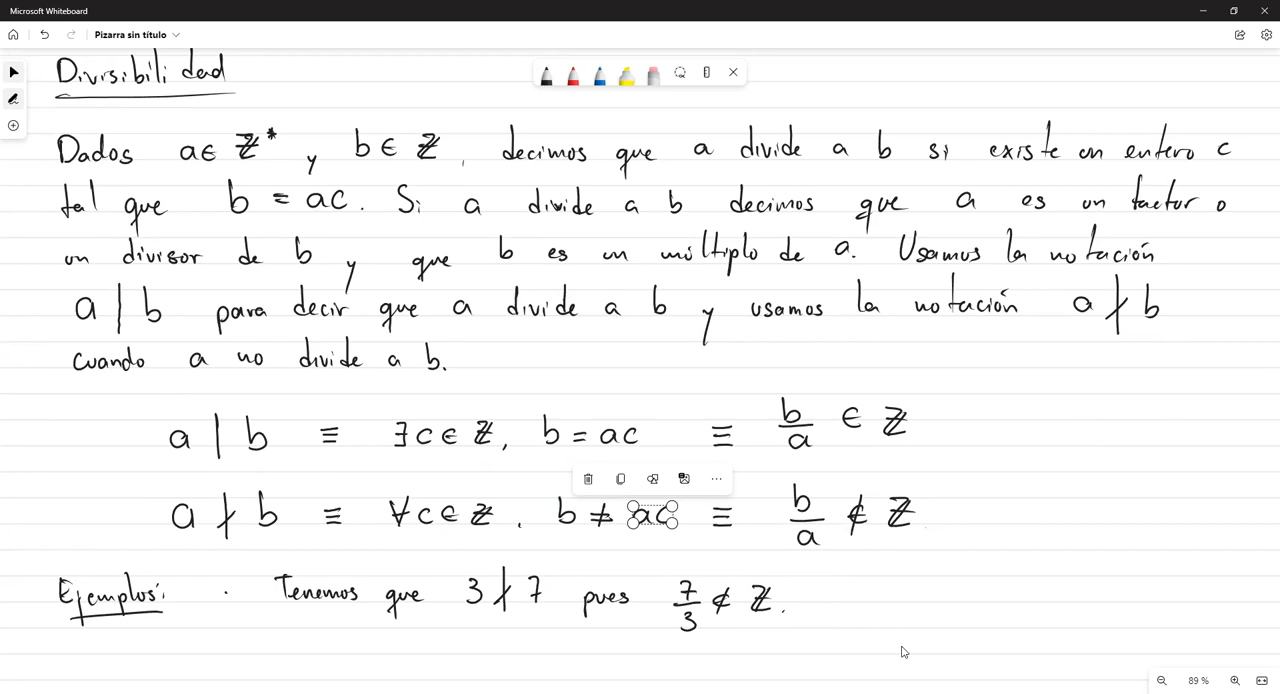 Microsoft Whiteboard
Pizarra sin título
Divisibilidad
Dados a ∈ ℤ* y b ∈ ℤ, decimos que a divide a b si existe un entero c
tal que b = ac. Si a divide a b decimos que a es un factor o
un divisor de b y que b es un múltiplo de a. Usamos la notación
a | b para decir que a divide a b y usamos la notación a ∤ b
cuando a no divide a b.
a | b ≡ ∃c ∈ ℤ, b = ac ≡ b/a ∈ ℤ
a ∤ b ≡ ∀c ∈ ℤ, b ≠ ac ≡ b/a ∉ ℤ
Ejemplos: · Tenemos que 3 ∤ 7 pues 7/3 ∉ ℤ.
89 %